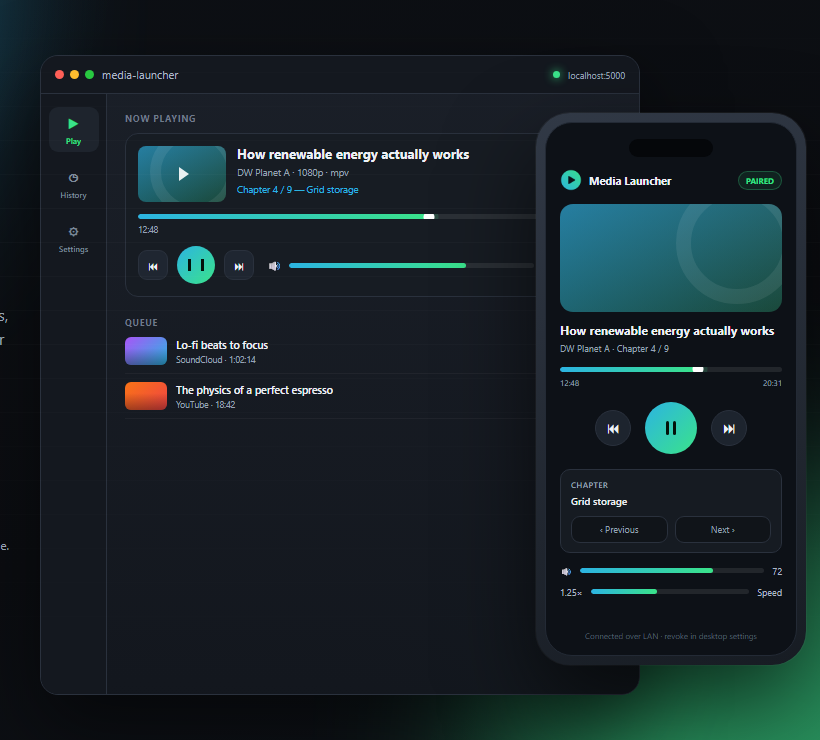 s,
r
e.
media-launcher
localhost:5000
Play
History
Settings
NOW PLAYING
How renewable energy actually works
DW Planet A · 1080p · mpv
Chapter 4 / 9 — Grid storage
12:48
QUEUE
Lo-fi beats to focus
SoundCloud · 1:02:14
The physics of a perfect espresso
YouTube · 18:42
Media Launcher
PAIRED
How renewable energy actually works
DW Planet A · Chapter 4 / 9
12:48
20:31
CHAPTER
Grid storage
‹ Previous
Next ›
72
1.25×
Speed
Connected over LAN · revoke in desktop settings